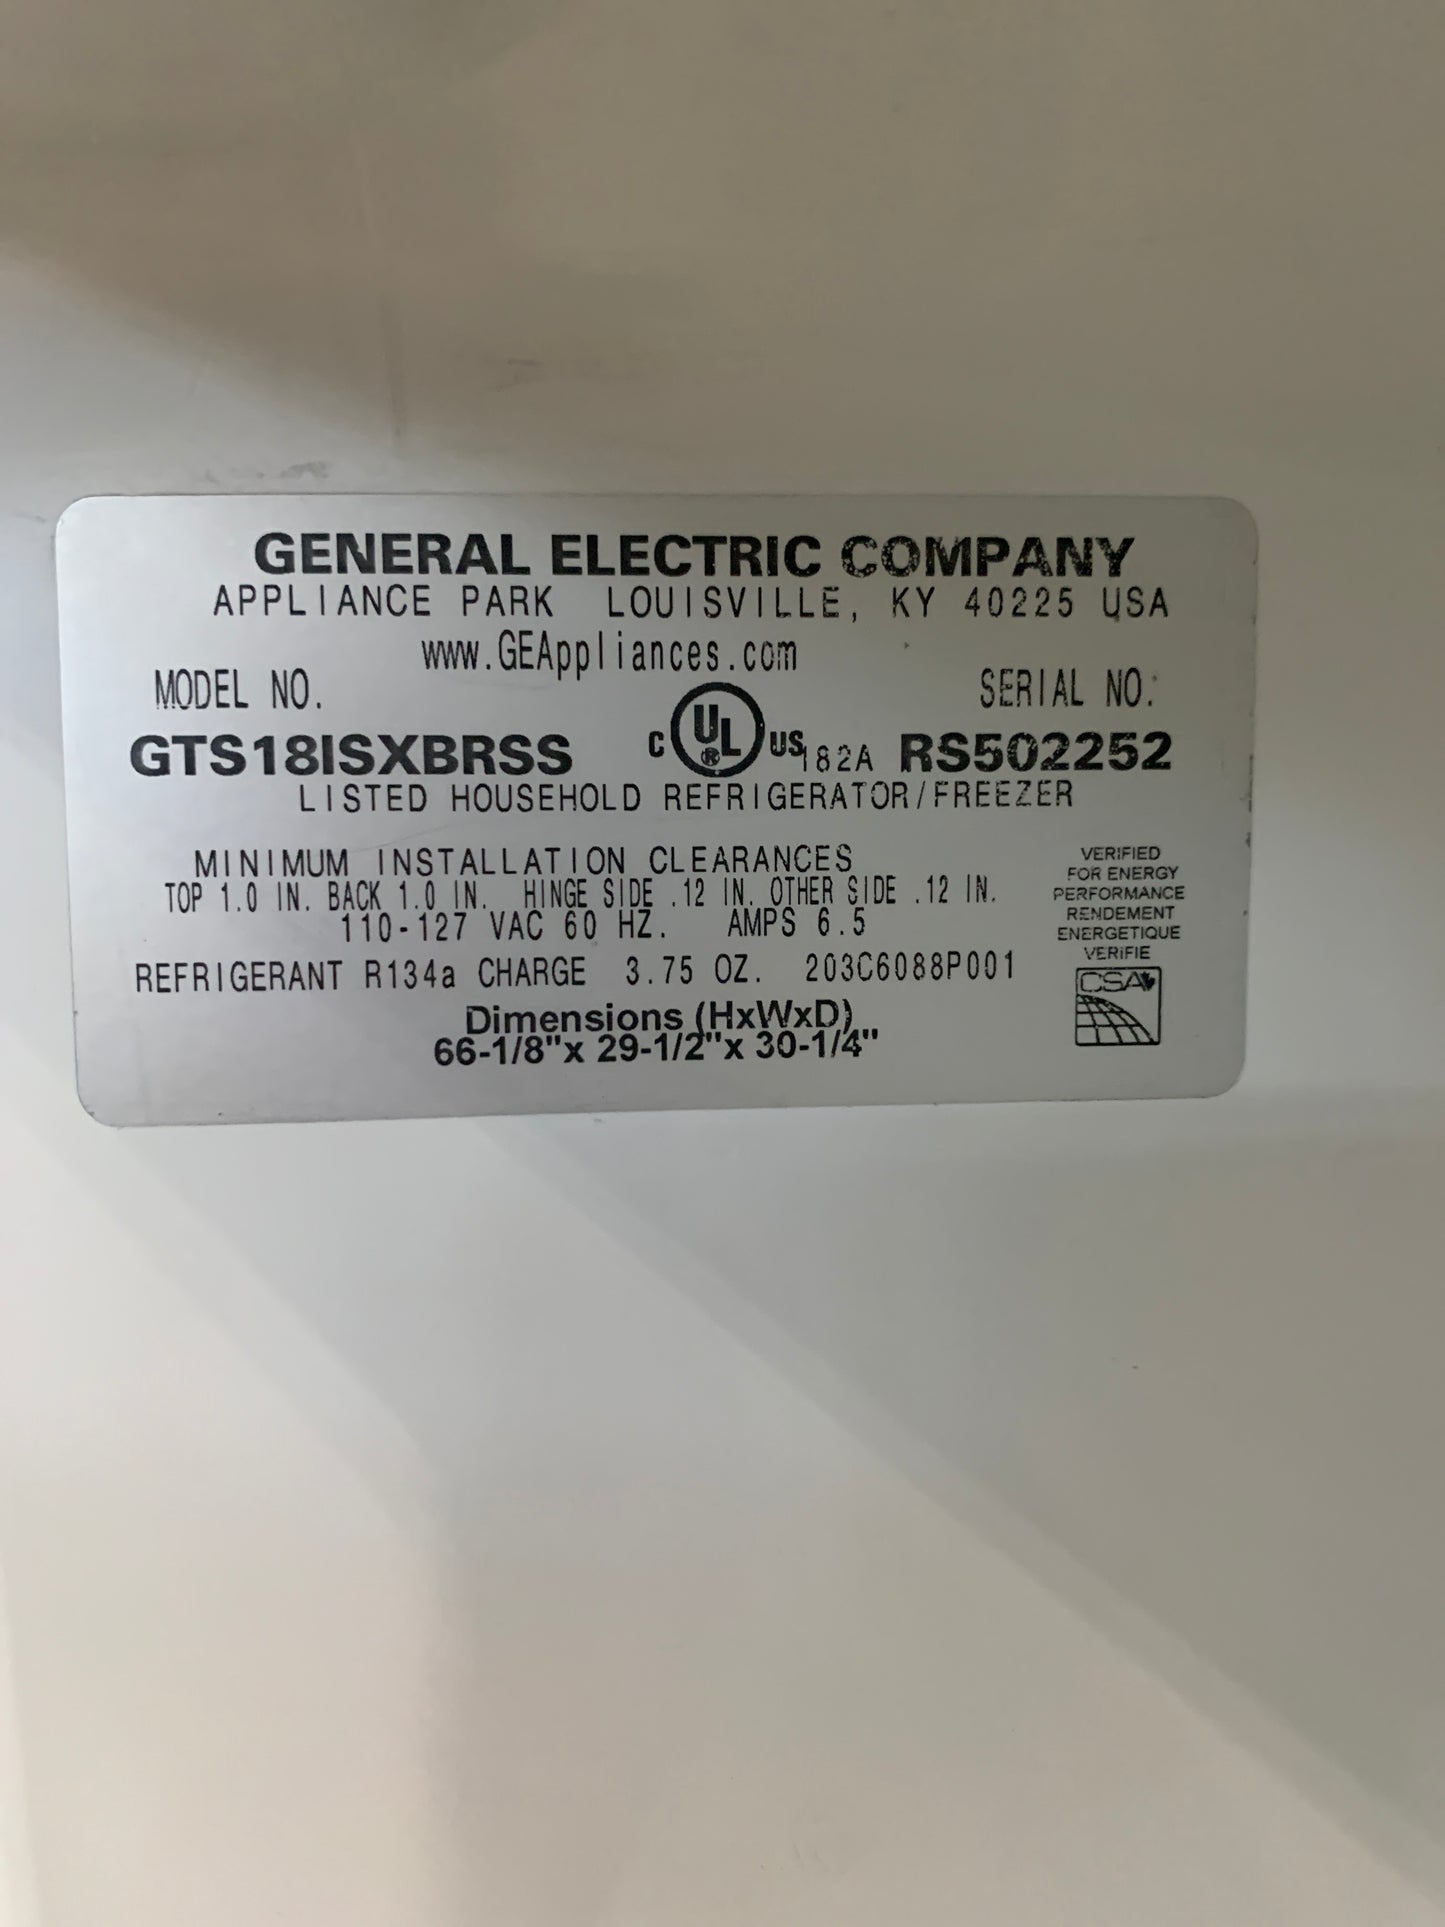 GENERAL ELECTRIC COMPANY
APPLIANCE PARK LOUISVILLE, KY 40225 USA
www.GEAppliances.com
MODEL NO. SERIAL NO.
GTS18ISXBRSS C UL ® US 182A RS502252
LISTED HOUSEHOLD REFRIGERATOR/FREEZER
MINIMUM INSTALLATION CLEARANCES
TOP 1.0 IN. BACK 1.0 IN. HINGE SIDE .12 IN. OTHER SIDE .12 IN.
110-127 VAC 60 HZ. AMPS 6.5
REFRIGERANT R134a CHARGE 3.75 OZ. 203C6088P001
Dimensions (HxWxD)
66-1/8"x 29-1/2"x 30-1/4"
VERIFIED
FOR ENERGY
PERFORMANCE
RENDEMENT
ENERGETIQUE
VERIFIE
CSA